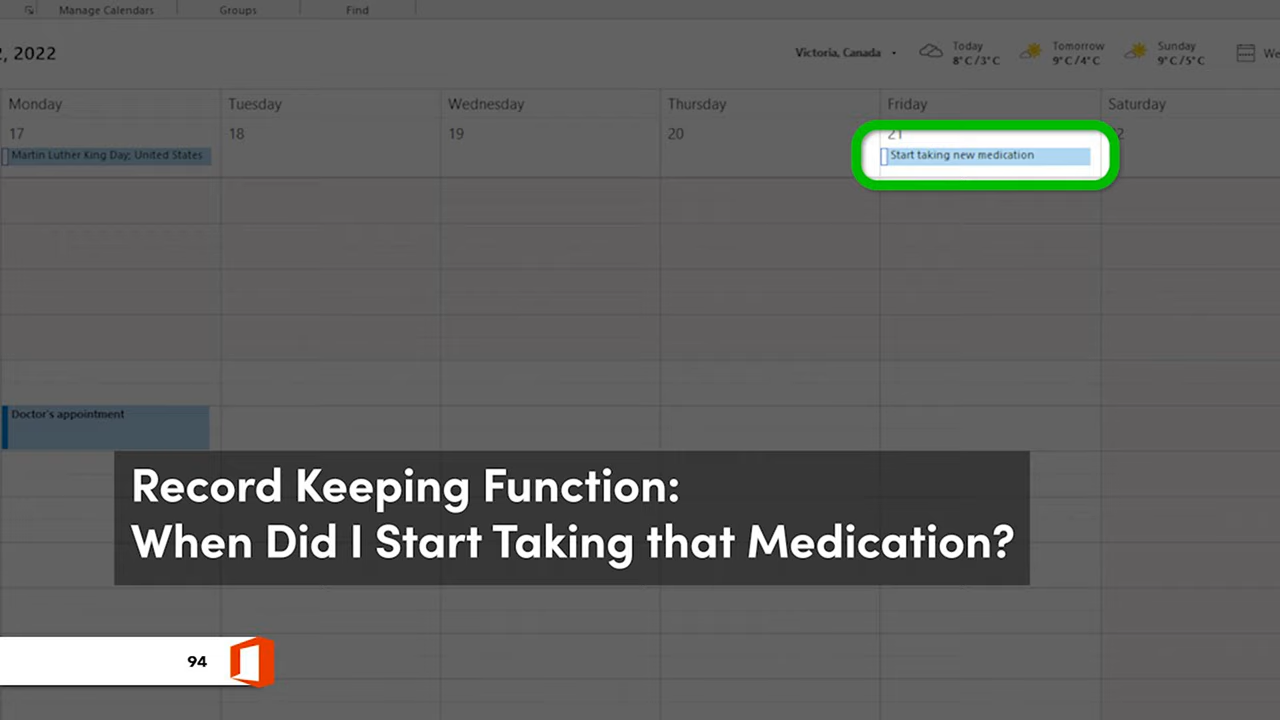 Manage Calendars Groups Find
2, 2022
Victoria, Canada Today 8°C/3°C Tomorrow 9°C/4°C Sunday 9°C/5°C
Monday Tuesday Wednesday Thursday Friday Saturday
17 18 19 20 21 22
Martin Luther King Day; United States Start taking new medication
Doctor's appointment
Record Keeping Function:
When Did I Start Taking that Medication?
94